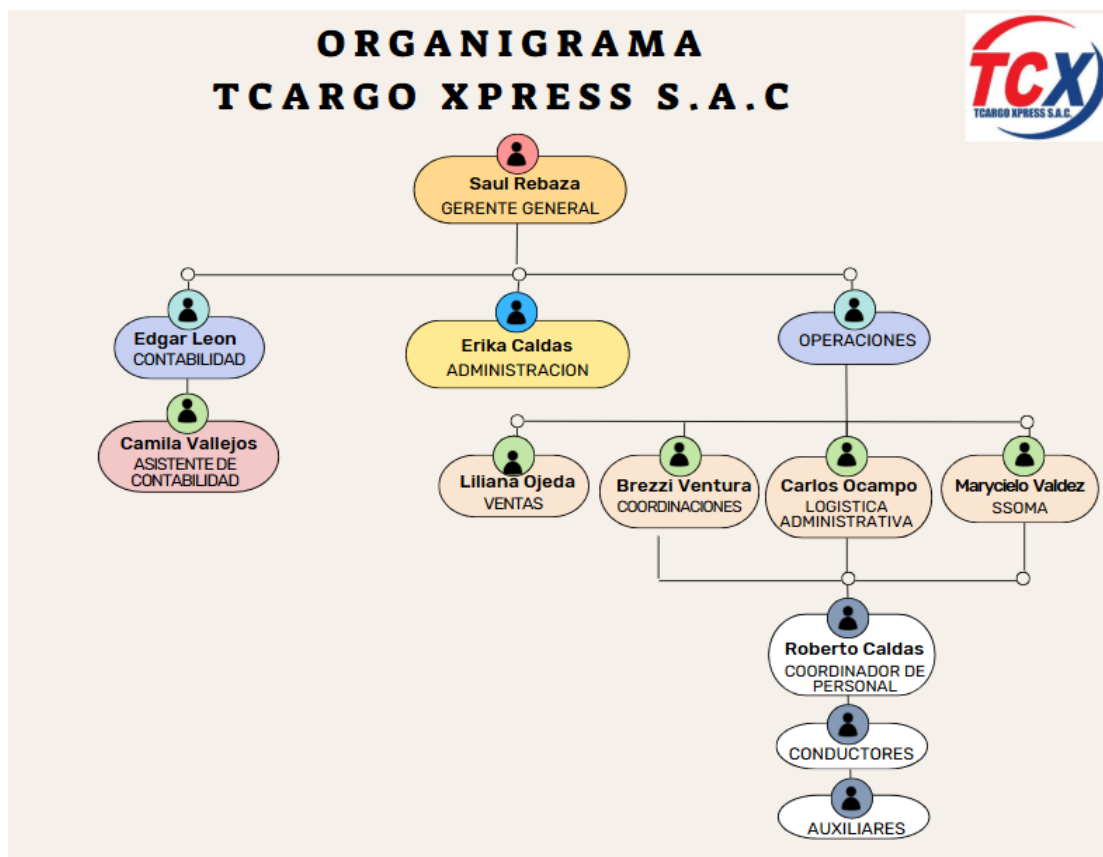 ORGANIGRAMA
TCARGO XPRESS S.A.C
TCX
TCARGO XPRESS S.A.C.
Saul Rebaza
GERENTE GENERAL
Edgar Leon
CONTABILIDAD
Erika Caldas
ADMINISTRACION
OPERACIONES
Camila Vallejos
ASISTENTE DE
CONTABILIDAD
Liliana Ojeda
VENTAS
Brezzi Ventura
COORDINACIONES
Carlos Ocampo
LOGISTICA
ADMINISTRATIVA
Marycielo Valdez
SSOMA
Roberto Caldas
COORDINADOR DE
PERSONAL
CONDUCTORES
AUXILIARES